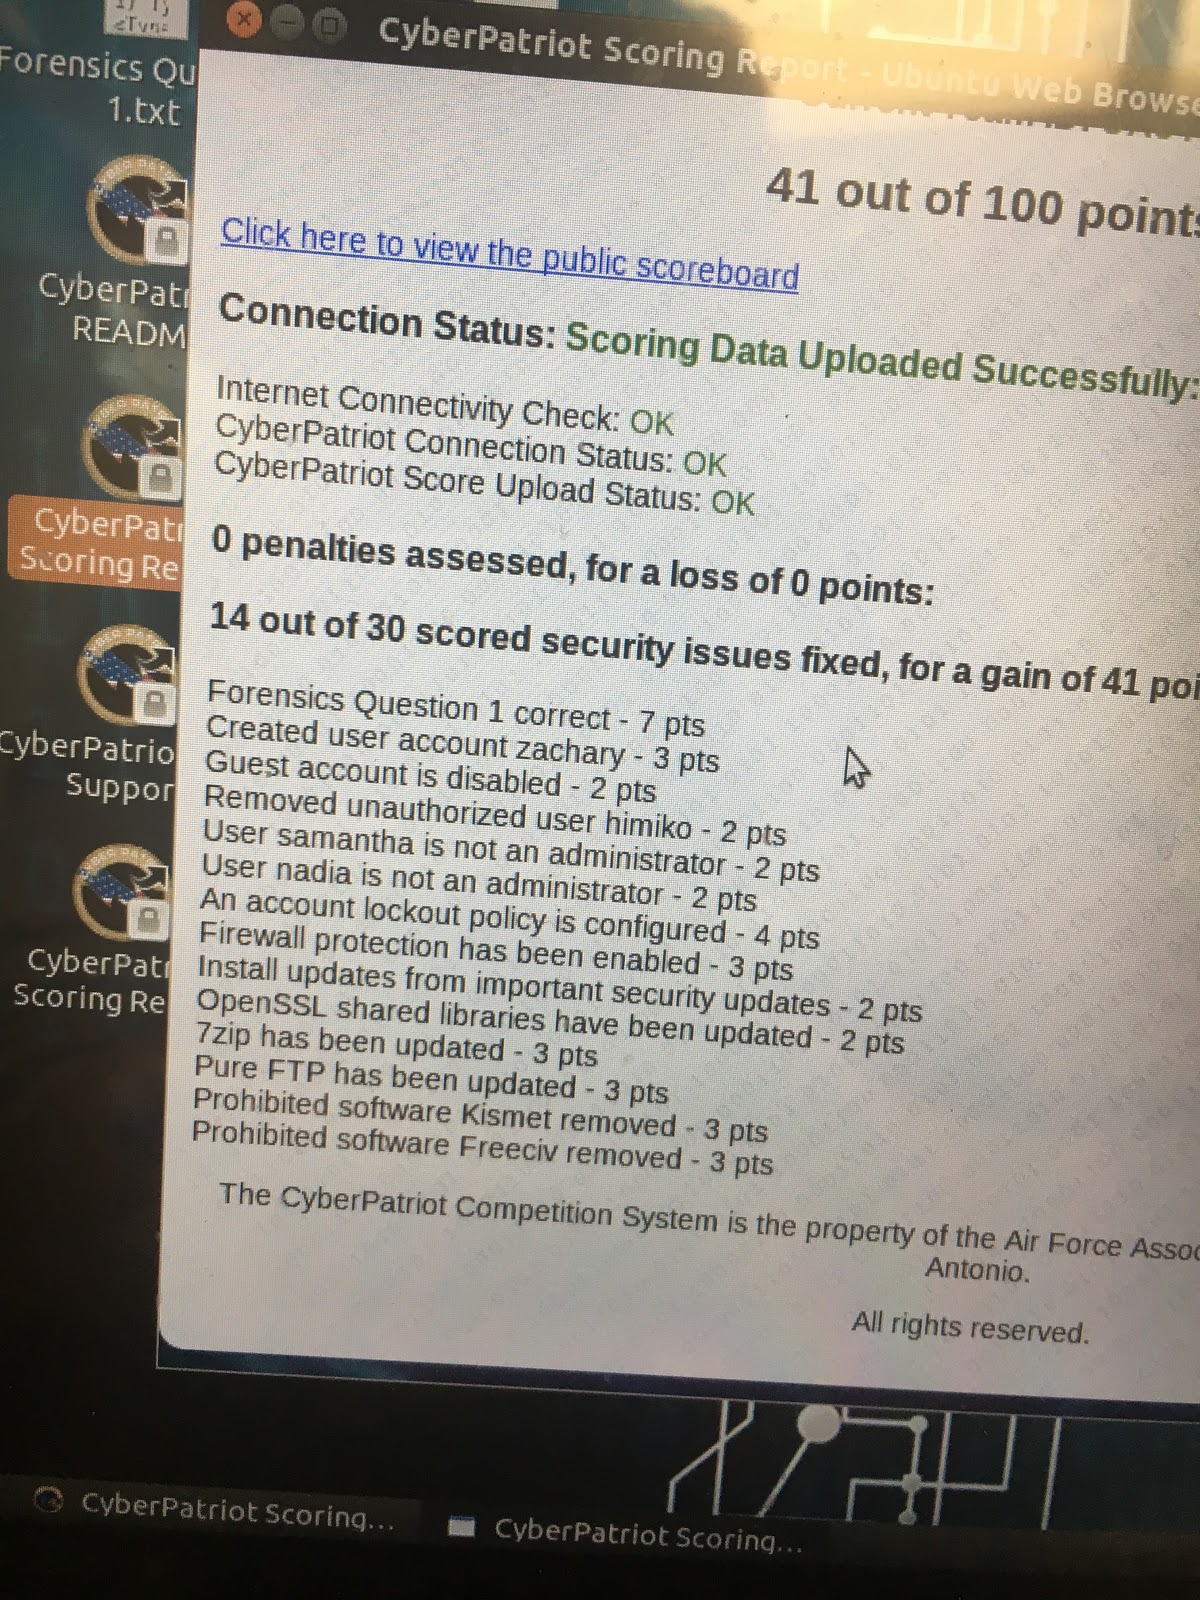 Forensics Qu
1.txt
CyberPatriot Scoring Report - Ubuntu Web Browse
41 out of 100 points
Click here to view the public scoreboard
Connection Status: Scoring Data Uploaded Successfully:
Internet Connectivity Check: OK
CyberPatriot Connection Status: OK
CyberPatriot Score Upload Status: OK
0 penalties assessed, for a loss of 0 points:
14 out of 30 scored security issues fixed, for a gain of 41 poi
Forensics Question 1 correct - 7 pts
Created user account zachary - 3 pts
Guest account is disabled - 2 pts
Removed unauthorized user himiko - 2 pts
User samantha is not an administrator - 2 pts
User nadia is not an administrator - 2 pts
An account lockout policy is configured - 4 pts
Firewall protection has been enabled - 3 pts
Install updates from important security updates - 2 pts
OpenSSL shared libraries have been updated - 2 pts
7zip has been updated - 3 pts
Pure FTP has been updated - 3 pts
Prohibited software Kismet removed - 3 pts
Prohibited software Freeciv removed - 3 pts
The CyberPatriot Competition System is the property of the Air Force Assoc
Antonio.
All rights reserved.
CyberPatr
READM
CyberPatr
Scoring Re
CyberPatrio
Suppor
CyberPatr
Scoring Re
CyberPatriot Scoring...
CyberPatriot Scoring...